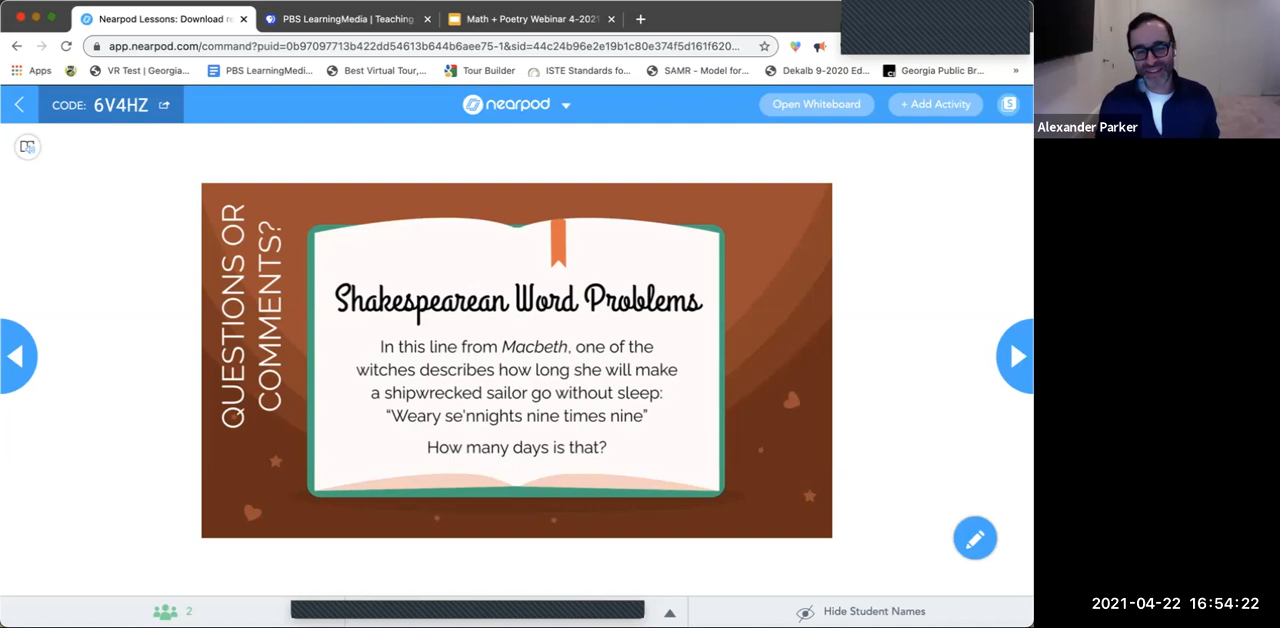 Nearpod Lessons: Download re
PBS LearningMedia | Teaching
Math + Poetry Webinar 4-2021
app.nearpod.com/command?puid=0b97097713b422dd54613b644b6aee75-1&sid=44c24b96e2e19b1c80e374f5d161f620...
Apps
VR Test | Georgia...
PBS LearningMedi...
Best Virtual Tour,...
Tour Builder
ISTE Standards fo...
SAMR - Model for...
Dekalb 9-2020 Ed...
Georgia Public Br...
»
CODE: 6V4HZ
nearpod
Open Whiteboard
+ Add Activity
S
Alexander Parker
QUESTIONS OR
COMMENTS?
Shakespearean Word Problems
In this line from Macbeth, one of the
witches describes how long she will make
a shipwrecked sailor go without sleep:
“Weary se’nnights nine times nine”
How many days is that?
2
Hide Student Names
2021-04-22 16:54:22